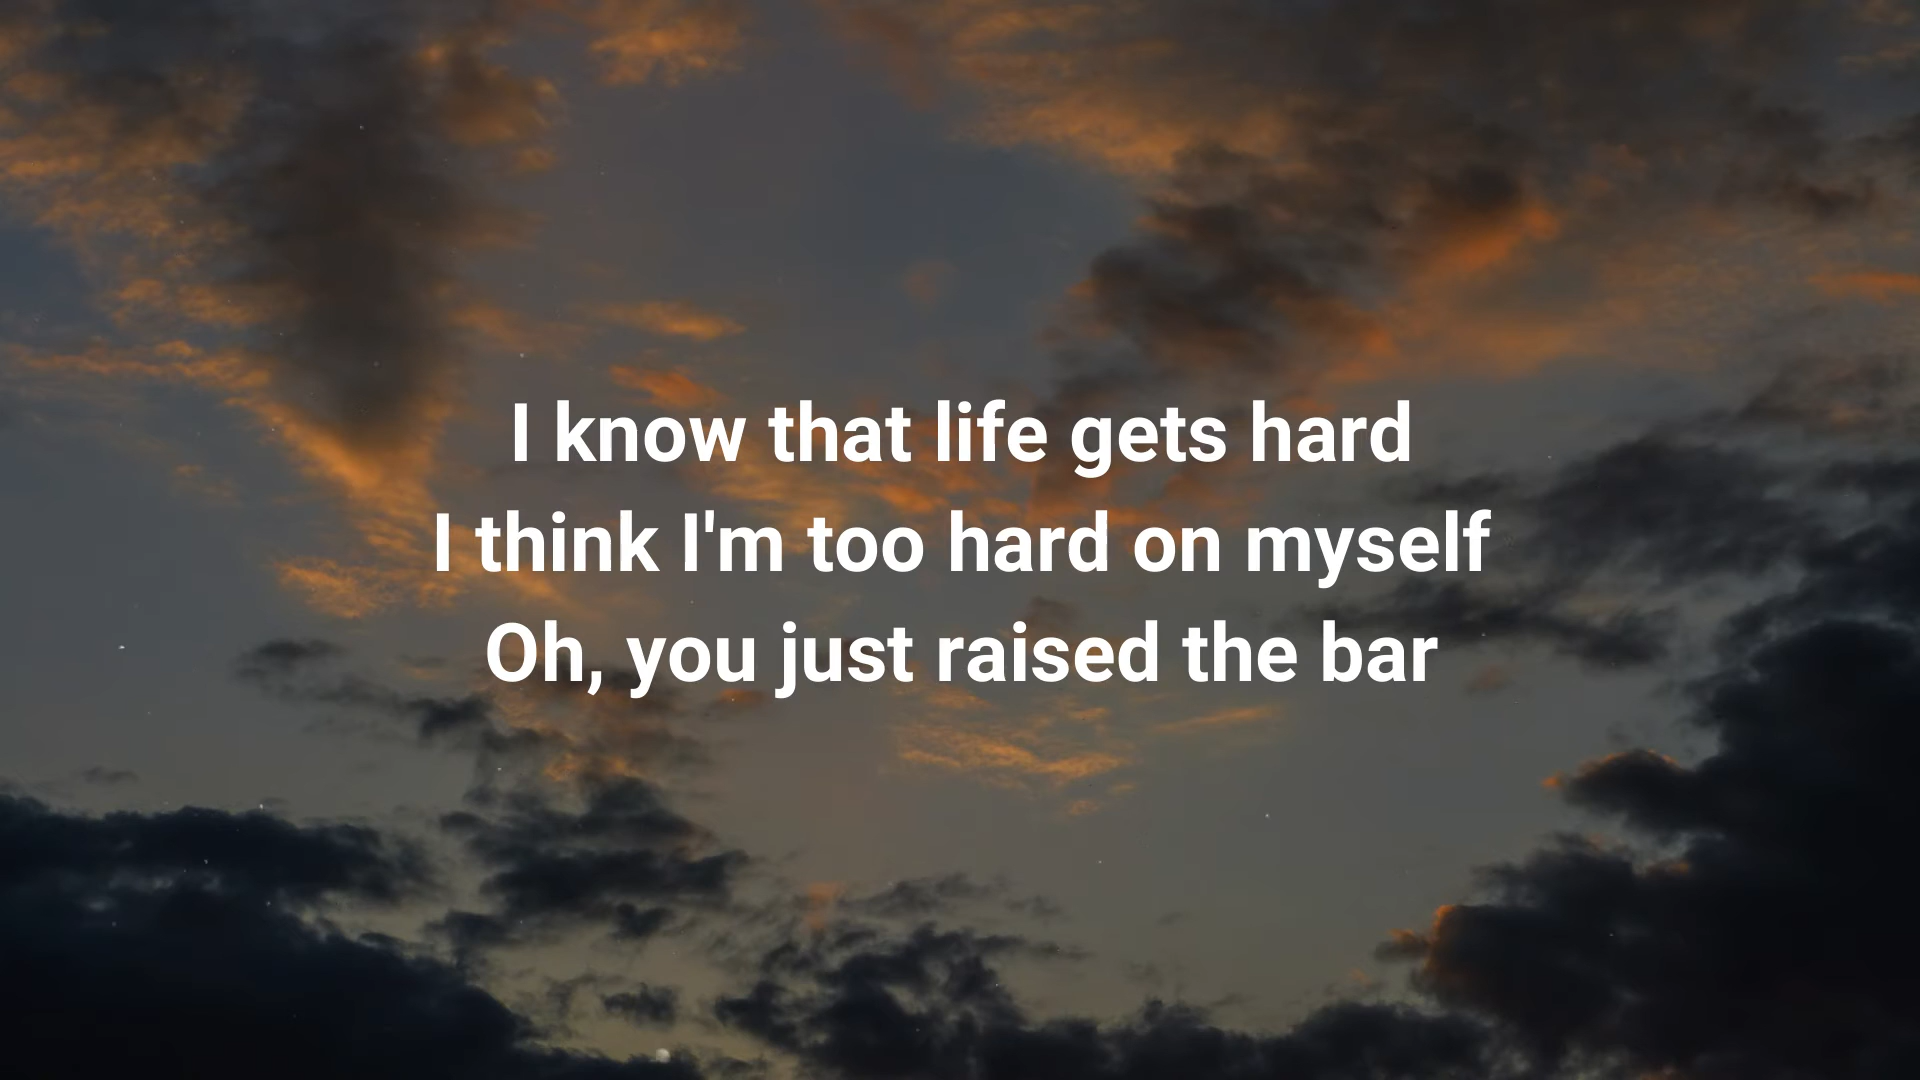 I know that life gets hard
I think I'm too hard on myself
Oh, you just raised the bar